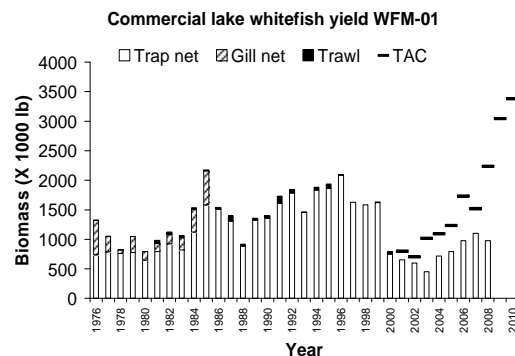 Commercial lake whitefish yield WFM-01
Trap net Gill net Trawl TAC
Biomass (X 1000 lb)
4000
3500
3000
2500
2000
1500
1000
500
0
1976 1978 1980 1982 1984 1986 1988 1990 1992 1994 1996 1998 2000 2002 2004 2006 2008 2010
Year